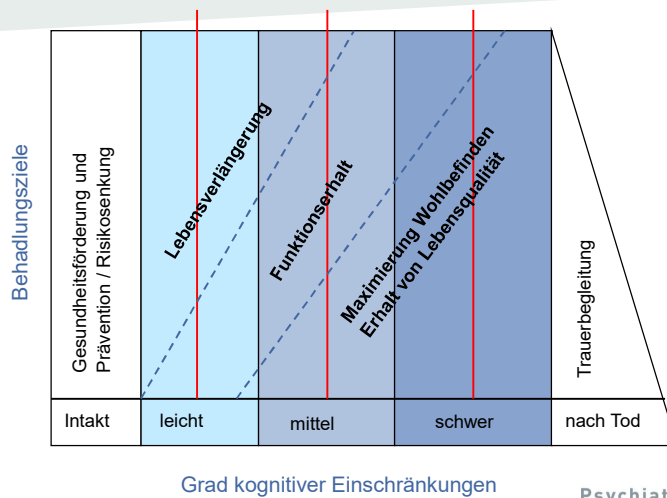 Behadlungsziele
Gesundheitsförderung und
Prävention / Risikosenkung
Lebensverlängerung
Funktionserhalt
Maximierung Wohlbefinden
Erhalt von Lebensqualität
Trauerbegleitung
Intakt
leicht
mittel
schwer
nach Tod
Grad kognitiver Einschränkungen
Psychiat